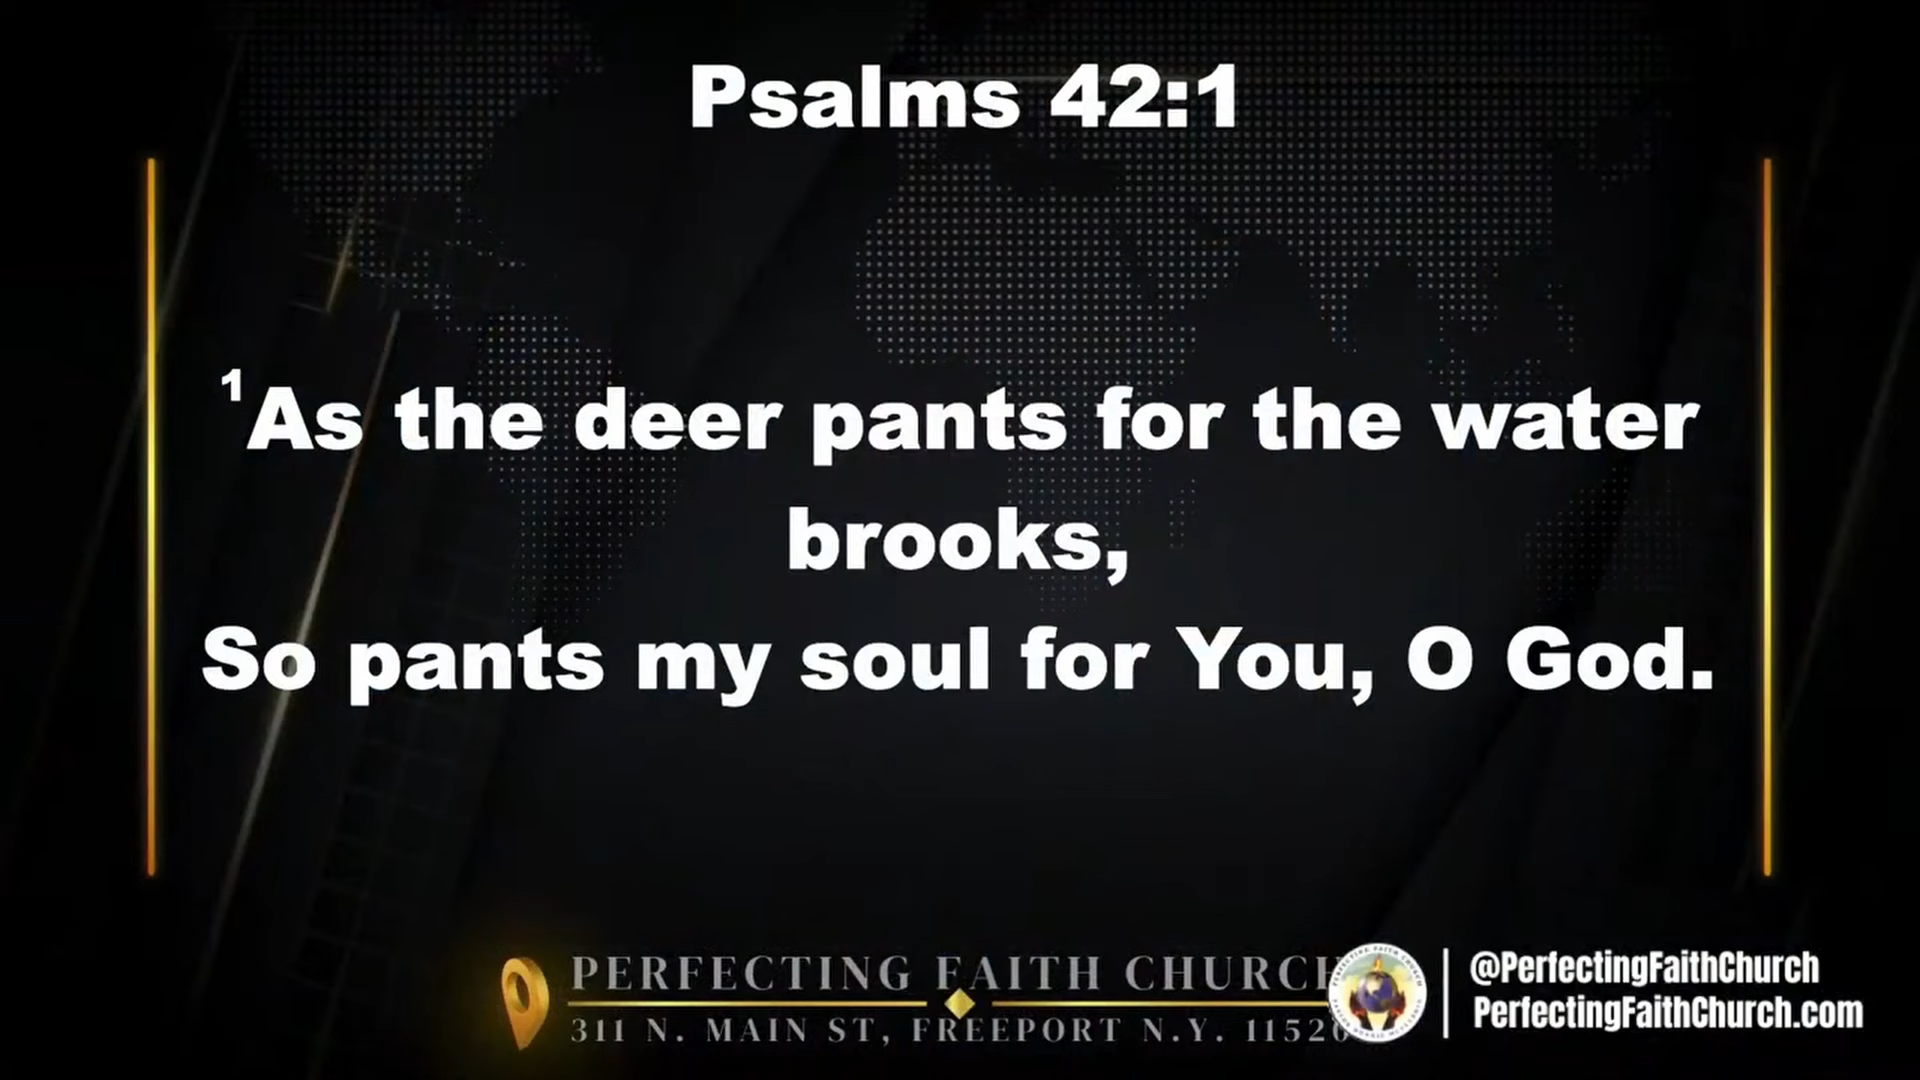 Psalms 42:1
¹As the deer pants for the water
brooks,
So pants my soul for You, O God.
PERFECTING FAITH CHURCH
311 N. MAIN ST, FREEPORT N.Y. 11520
@PerfectingFaithChurch
PerfectingFaithChurch.com